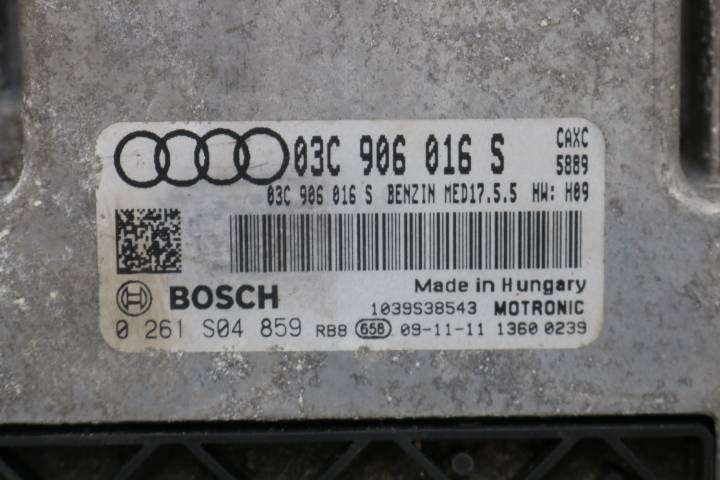 03C 906 016 S CAXC
5889
03C 906 016 S BENZIN MED17.5.5 HW: H09
Made in Hungary
BOSCH 1039S38543 MOTRONIC
0 261 S04 859 RB8 658 09-11-11 1360 0239